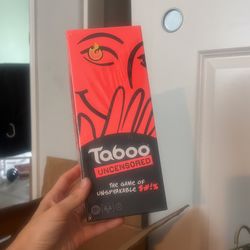 Taboo
UNCENSORED
THE GAME OF
UNSPEAKABLE $#!%